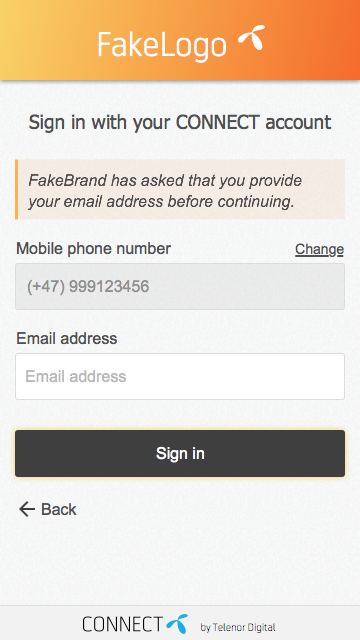 FakeLogo
Sign in with your CONNECT account
FakeBrand has asked that you provide
your email address before continuing.
Mobile phone number Change
(+47) 999123456
Email address
Email address
Sign in
Back
CONNECT by Telenor Digital